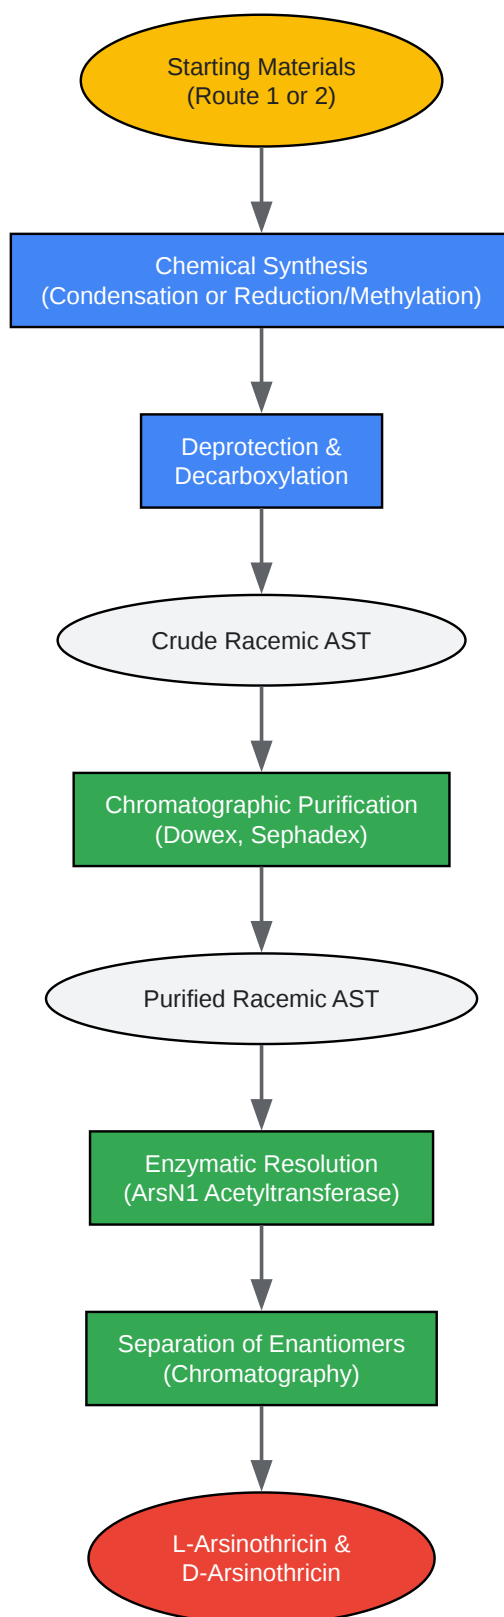 Starting Materials
(Route 1 or 2)
Chemical Synthesis
(Condensation or Reduction/Methylation)
Deprotection &
Decarboxylation
Crude Racemic AST
Chromatographic Purification
(Dowex, Sephadex)
Purified Racemic AST
Enzymatic Resolution
(ArsN1 Acetyltransferase)
Separation of Enantiomers
(Chromatography)
L-Arsinothricin &
D-Arsinothricin